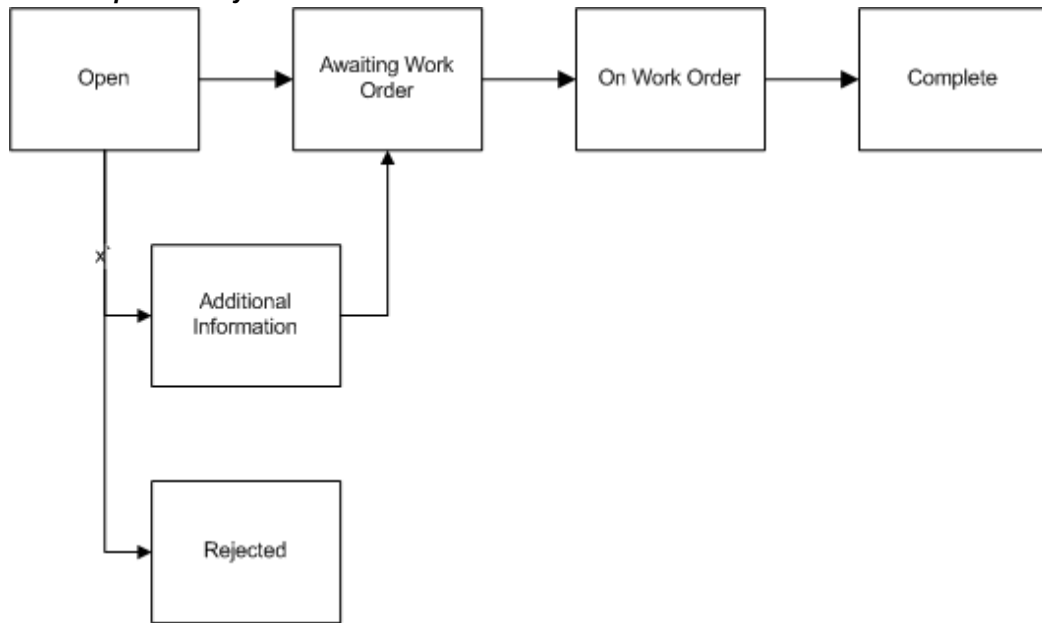 Open
Awaiting Work
Order
On Work Order
Complete
x
Additional
Information
Rejected